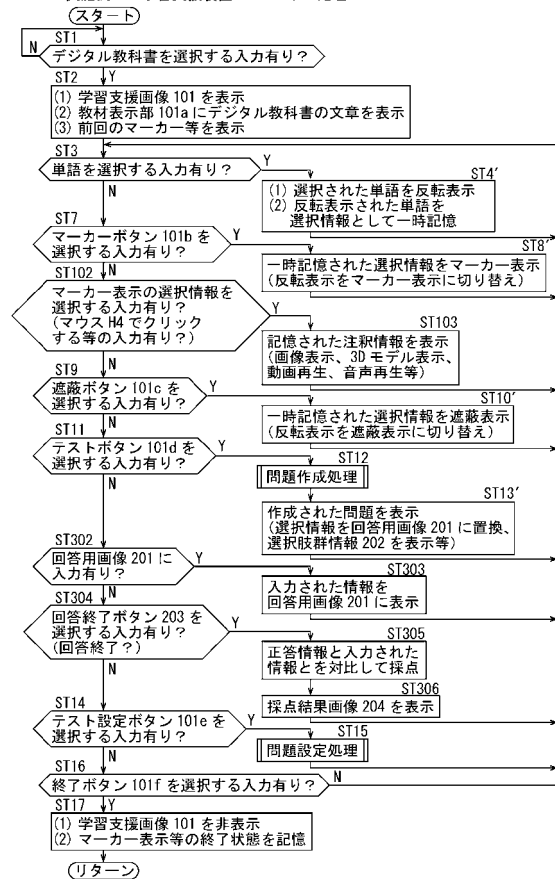 スタート
ST1
N
デジタル教科書を選択する入力有り？
ST2
Y
(1) 学習支援画像 101 を表示
(2) 教材表示部 101a にデジタル教科書の文章を表示
(3) 前回のマーカー等を表示
ST3
単語を選択する入力有り？
Y
N
ST4′
(1) 選択された単語を反転表示
(2) 反転表示された単語を
選択情報として一時記憶
ST7
マーカーボタン 101b を
選択する入力有り？
Y
N
ST8′
一時記憶された選択情報をマーカー表示
(反転表示をマーカー表示に切り替え)
ST102
マーカー表示の選択情報を
選択する入力有り？
(マウス H4 でクリック
する等の入力有り？)
Y
N
ST103
記憶された注釈情報を表示
(画像表示、3D モデル表示、
動画再生、音声再生等)
ST9
遮蔽ボタン 101c を
選択する入力有り？
Y
N
ST10′
一時記憶された選択情報を遮蔽表示
(反転表示を遮蔽表示に切り替え)
ST11
テストボタン 101d を
選択する入力有り？
Y
N
ST12
問題作成処理
ST13′
作成された問題を表示
(選択情報を回答用画像 201 に置換、
選択肢群情報 202 を表示等)
ST302
回答用画像 201 に
入力有り？
Y
N
ST303
入力された情報を
回答用画像 201 に表示
ST304
回答終了ボタン 203 を
選択する入力有り？
(回答終了？)
Y
N
ST305
正答情報と入力された
情報とを対比して採点
ST306
採点結果画像 204 を表示
ST14
テスト設定ボタン 101e を
選択する入力有り？
Y
N
ST15
問題設定処理
ST16
終了ボタン 101f を選択する入力有り？
N
ST17
Y
(1) 学習支援画像 101 を非表示
(2) マーカー表示等の終了状態を記憶
リターン